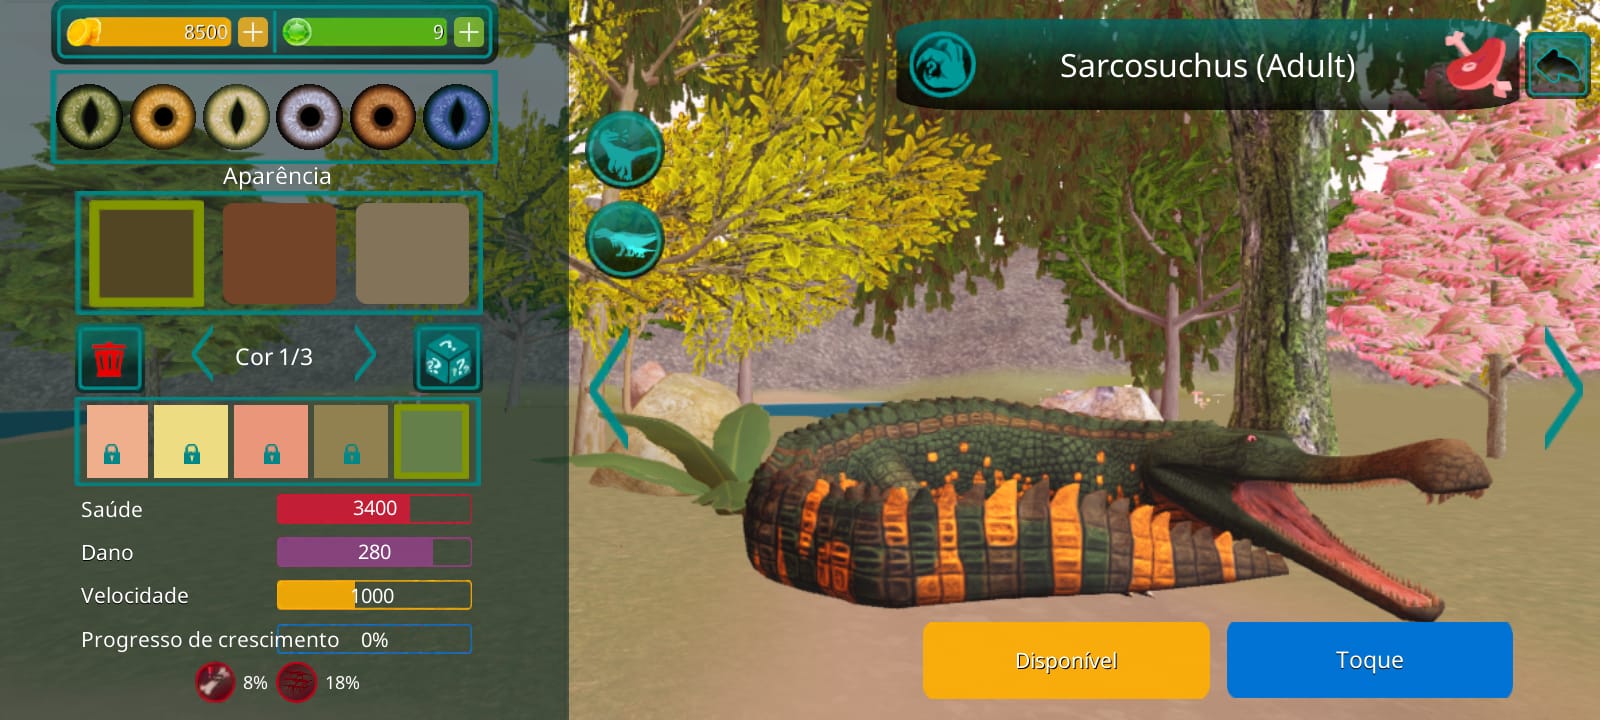 8500
9
Sarcosuchus (Adult)
Aparência
Cor 1/3
Saúde 3400
Dano 280
Velocidade 1000
Progresso de crescimento 0%
8% 18%
Disponível
Toque